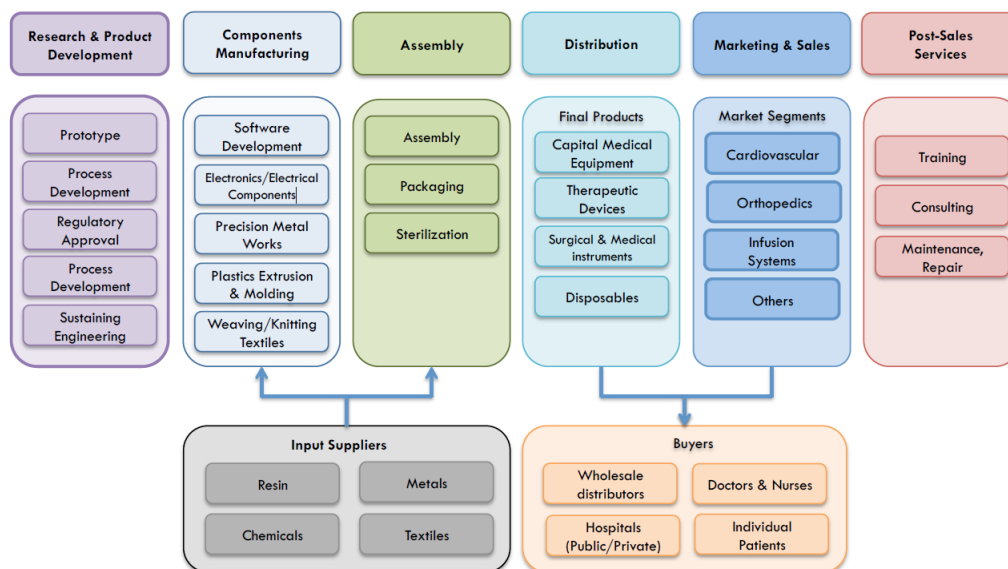 Research & Product
Development
Components
Manufacturing
Assembly
Distribution
Marketing & Sales
Post-Sales
Services
Prototype
Process
Development
Regulatory
Approval
Process
Development
Sustaining
Engineering
Software
Development
Electronics/Electrical
Components
Precision Metal
Works
Plastics Extrusion
& Molding
Weaving/Knitting
Textiles
Assembly
Packaging
Sterilization
Final Products
Capital Medical
Equipment
Therapeutic
Devices
Surgical & Medical
instruments
Disposables
Market Segments
Cardiovascular
Orthopedics
Infusion
Systems
Others
Training
Consulting
Maintenance,
Repair
Input Suppliers
Resin
Metals
Chemicals
Textiles
Buyers
Wholesale
distributors
Doctors & Nurses
Hospitals
(Public/Private)
Individual
Patients